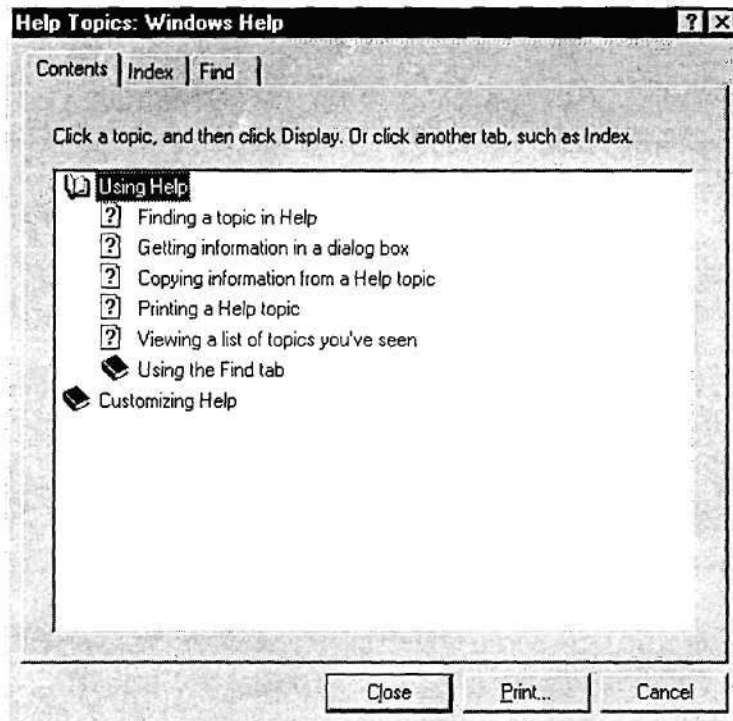 Help Topics: Windows Help
Contents Index Find
Click a topic, and then click Display. Or click another tab, such as Index.
Using Help
Finding a topic in Help
Getting information in a dialog box
Copying information from a Help topic
Printing a Help topic
Viewing a list of topics you've seen
Using the Find tab
Customizing Help
Close Print... Cancel